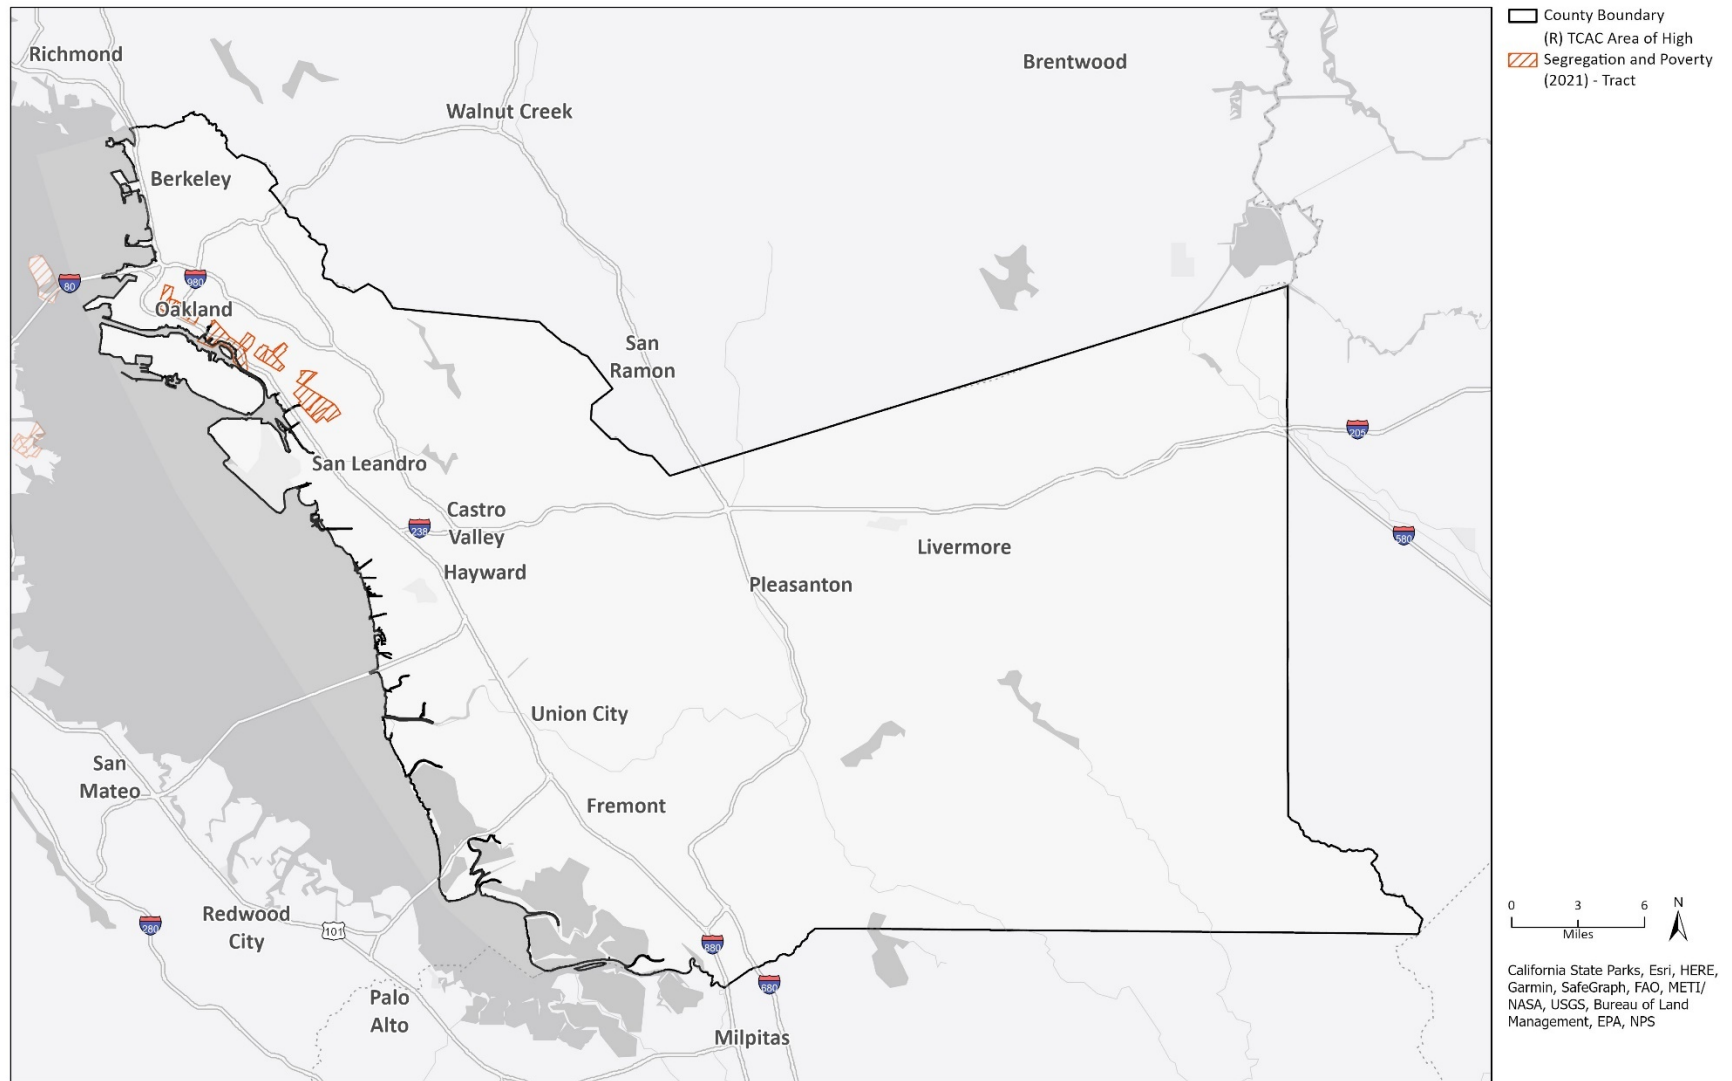 Richmond
Brentwood
Walnut Creek
Berkeley
80
980
Oakland
San
Ramon
205
San Leandro
Castro
Valley
238
Hayward
Livermore
580
Pleasanton
Union City
San
Mateo
Fremont
Redwood
City
280
101
880
680
Palo
Alto
Milpitas
County Boundary
(R) TCAC Area of High
Segregation and Poverty
(2021) - Tract
0 3 6
Miles
N
California State Parks, Esri, HERE,
Garmin, SafeGraph, FAO, METI/
NASA, USGS, Bureau of Land
Management, EPA, NPS